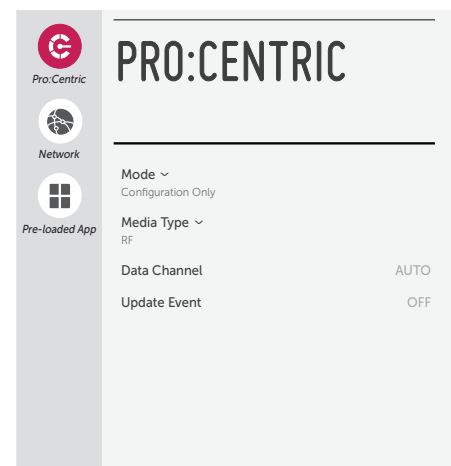 Pro:Centric
Network
Pre-loaded App
PRO:CENTRIC
Mode
Configuration Only
Media Type
RF
Data Channel AUTO
Update Event OFF